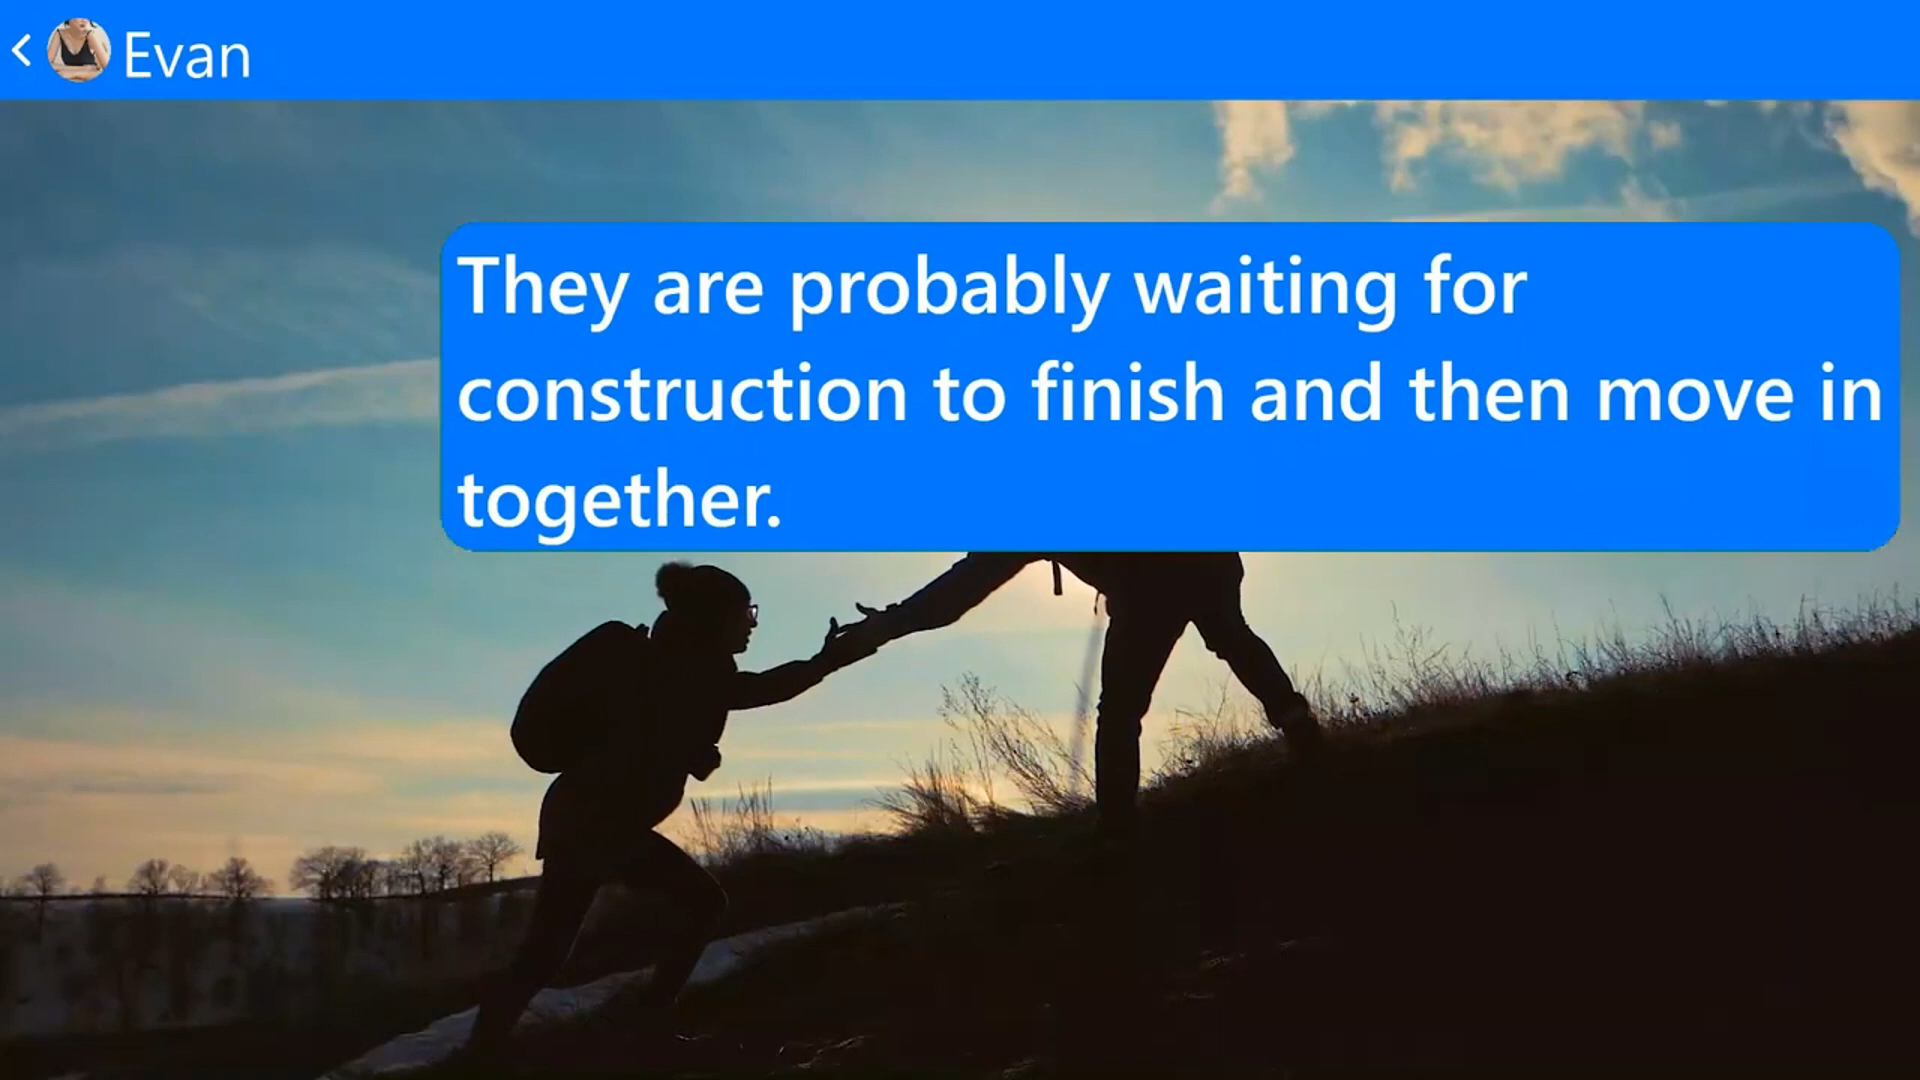 Evan
They are probably waiting for
construction to finish and then move in
together.